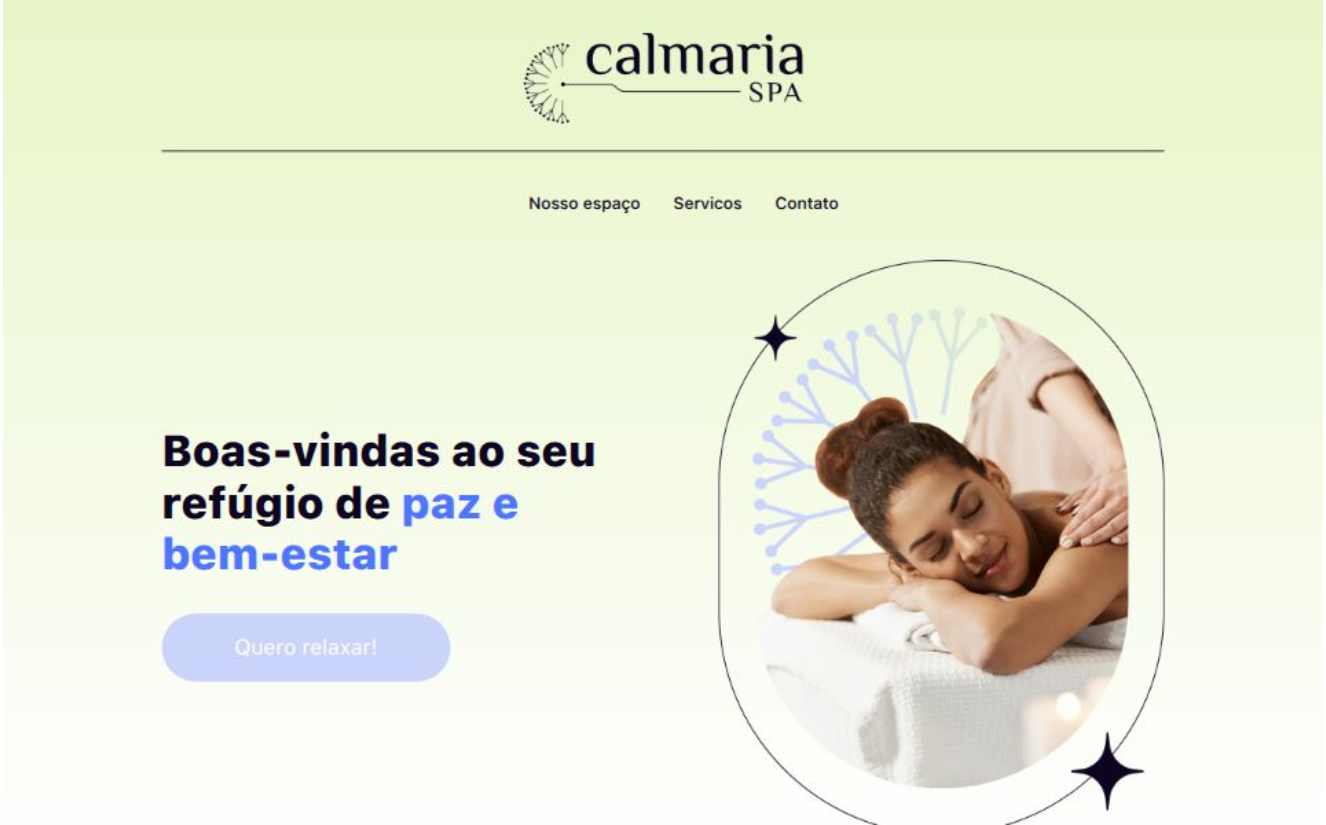 calmaria
SPA
Nosso espaço Servicos Contato
Boas-vindas ao seu
refúgio de paz e
bem-estar
Quero relaxar!